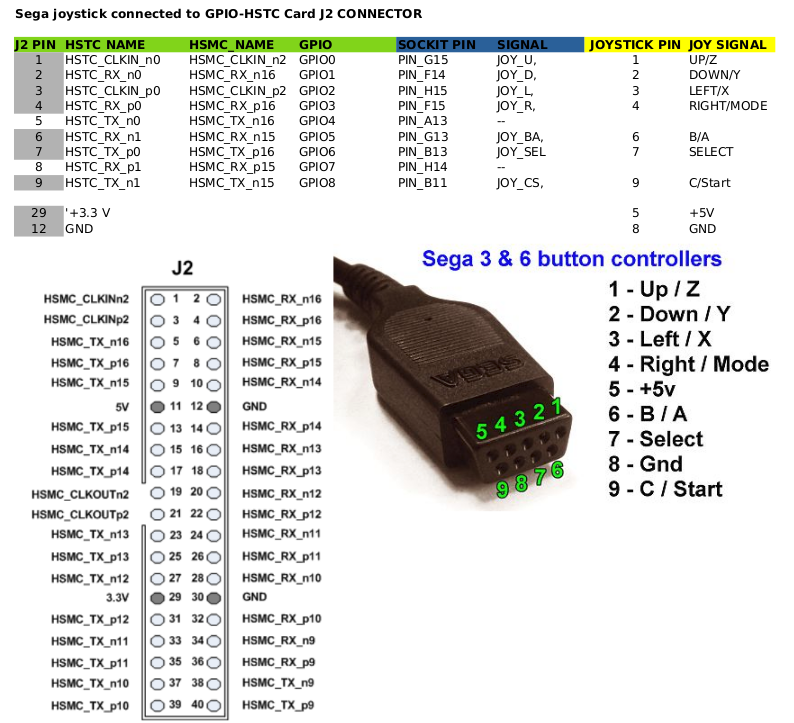 Sega joystick connected to GPIO-HSTC Card J2 CONNECTOR
J2 PIN HSTC NAME HSMC_NAME GPIO SOCKIT PIN SIGNAL JOYSTICK PIN JOY SIGNAL
1 HSTC_CLKIN_n0 HSMC_CLKIN_n2 GPIO0 PIN_G15 JOY_U, 1 UP/Z
2 HSTC_RX_n0 HSMC_RX_n16 GPIO1 PIN_F14 JOY_D, 2 DOWN/Y
3 HSTC_CLKIN_p0 HSMC_CLKIN_p2 GPIO2 PIN_H15 JOY_L, 3 LEFT/X
4 HSTC_RX_p0 HSMC_RX_p16 GPIO3 PIN_F15 JOY_R, 4 RIGHT/MODE
5 HSTC_TX_n0 HSMC_TX_n16 GPIO4 PIN_A13 --
6 HSTC_RX_n1 HSMC_RX_n15 GPIO5 PIN_G13 JOY_BA, 6 B/A
7 HSTC_TX_p0 HSMC_TX_p16 GPIO6 PIN_B13 JOY_SEL 7 SELECT
8 HSTC_RX_p1 HSMC_RX_p15 GPIO7 PIN_H14 --
9 HSTC_TX_n1 HSMC_TX_n15 GPIO8 PIN_B11 JOY_CS, 9 C/Start
29 '+3.3 V 5 +5V
12 GND 8 GND
J2
HSMC_CLKINn2 1 2 HSMC_RX_n16
HSMC_CLKINp2 3 4 HSMC_RX_p16
HSMC_TX_n16 5 6 HSMC_RX_n15
HSMC_TX_p16 7 8 HSMC_RX_p15
HSMC_TX_n15 9 10 HSMC_RX_n14
5V 11 12 GND
HSMC_TX_p15 13 14 HSMC_RX_p14
HSMC_TX_n14 15 16 HSMC_RX_n13
HSMC_TX_p14 17 18 HSMC_RX_p13
HSMC_CLKOUTn2 19 20 HSMC_RX_n12
HSMC_CLKOUTp2 21 22 HSMC_RX_p12
HSMC_TX_n13 23 24 HSMC_RX_n11
HSMC_TX_p13 25 26 HSMC_RX_p11
HSMC_TX_n12 27 28 HSMC_RX_n10
3.3V 29 30 GND
HSMC_TX_p12 31 32 HSMC_RX_p10
HSMC_TX_n11 33 34 HSMC_RX_n9
HSMC_TX_p11 35 36 HSMC_RX_p9
HSMC_TX_n10 37 38 HSMC_TX_n9
HSMC_TX_p10 39 40 HSMC_TX_p9
Sega 3 & 6 button controllers
1 - Up / Z
2 - Down / Y
3 - Left / X
4 - Right / Mode
5 - +5v
6 - B / A
7 - Select
8 - Gnd
9 - C / Start
SEGA
5 4 3 2 1
9 8 7 6